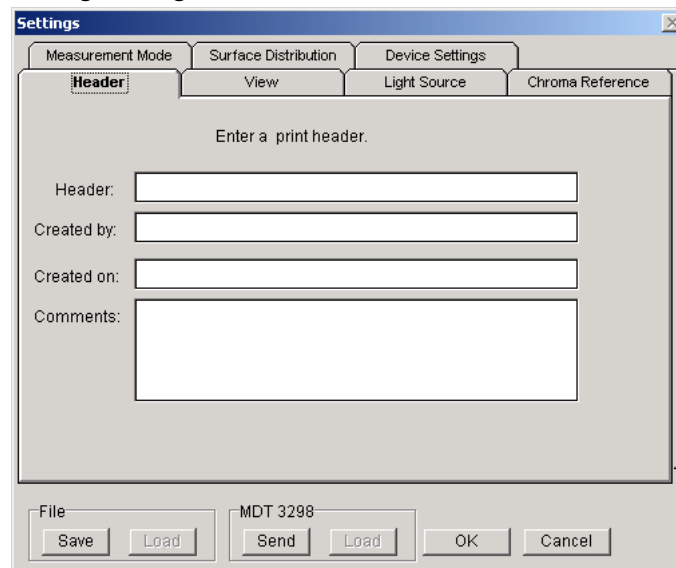 Settings
Measurement Mode Surface Distribution Device Settings
Header View Light Source Chroma Reference
Enter a print header.
Header:
Created by:
Created on:
Comments:
File MDT 3298
Save Load Send Load OK Cancel